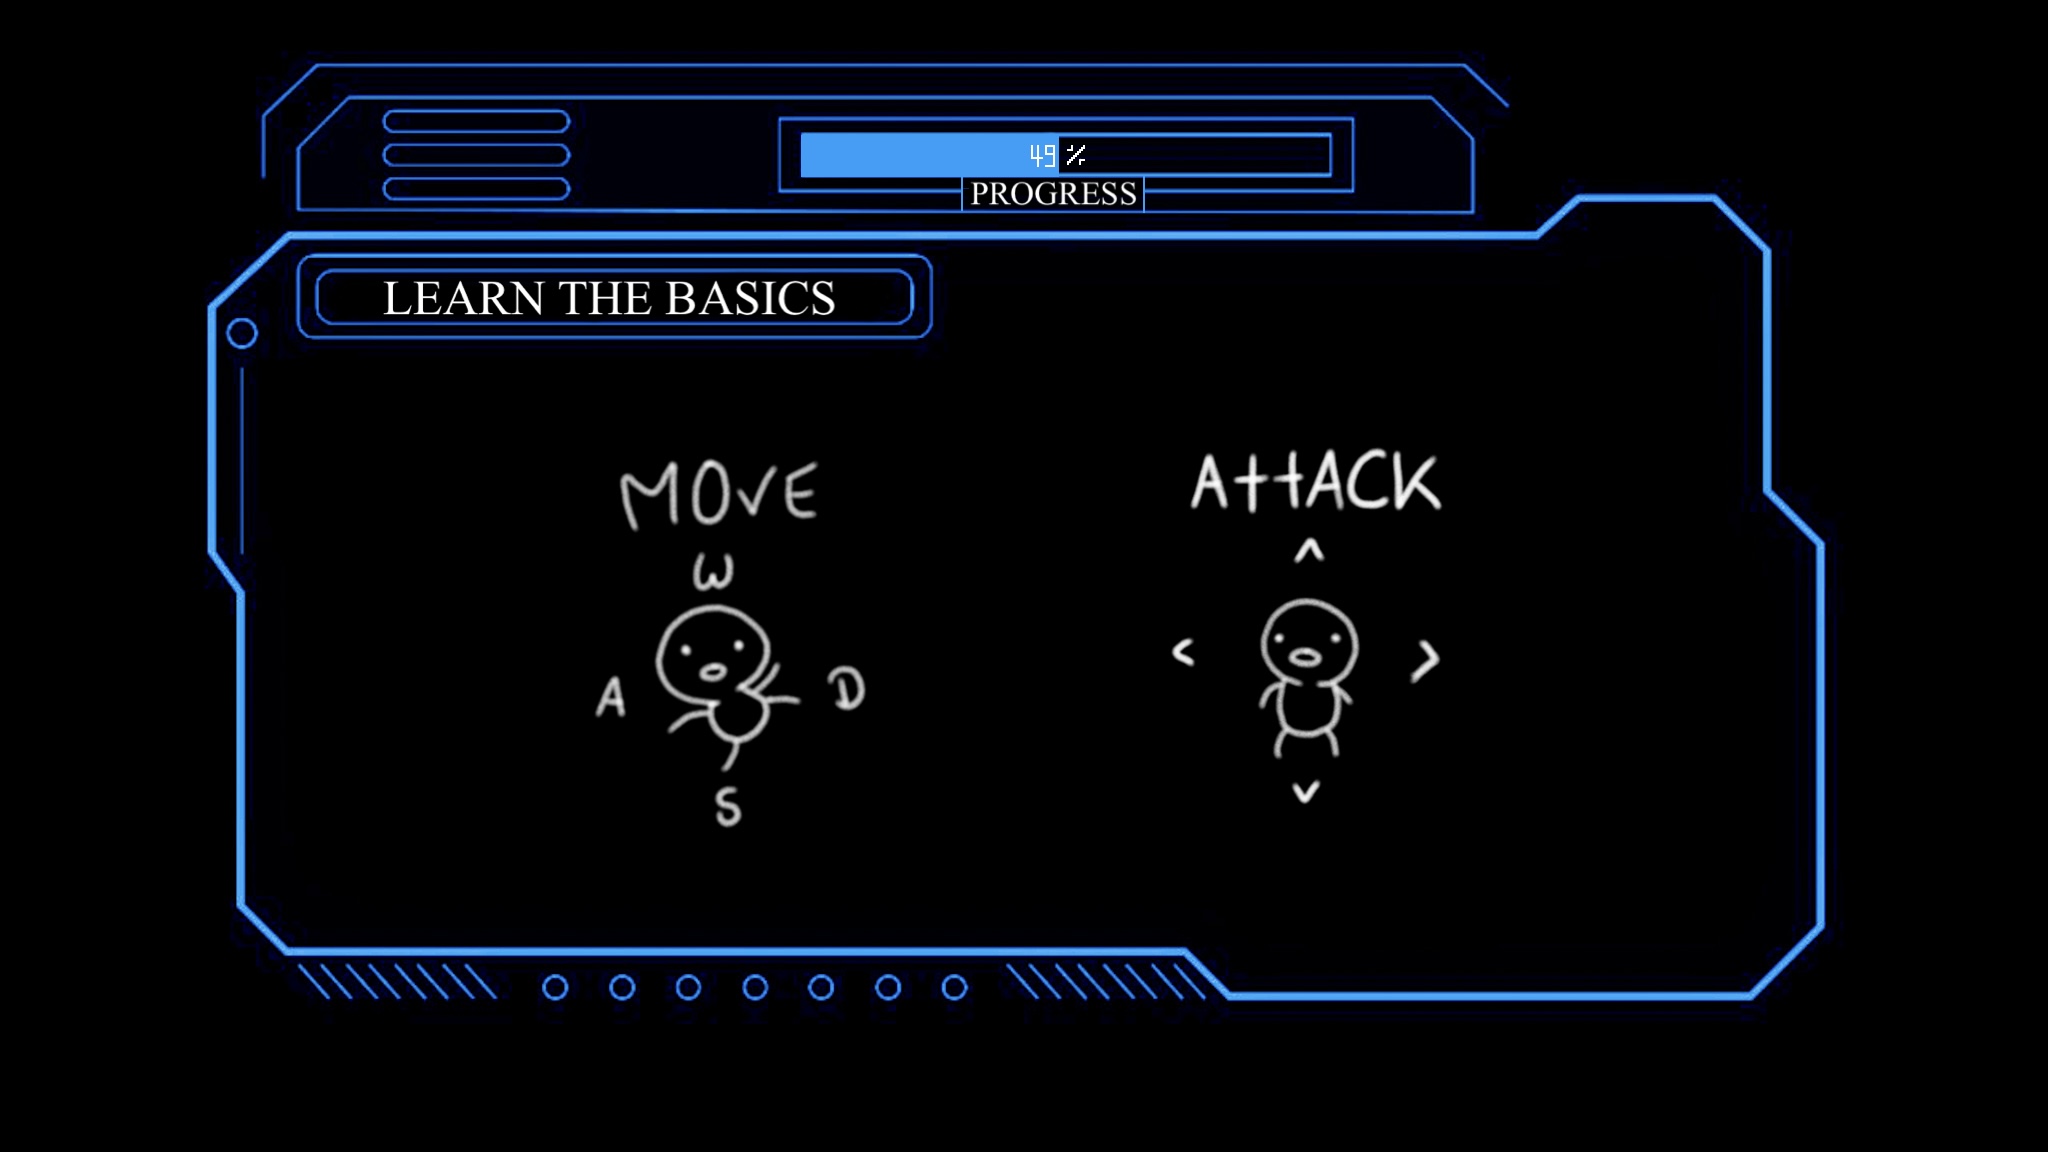 49 %
PROGRESS
LEARN THE BASICS
MOVE
W
A
D
S
AttACK
^
< >
v